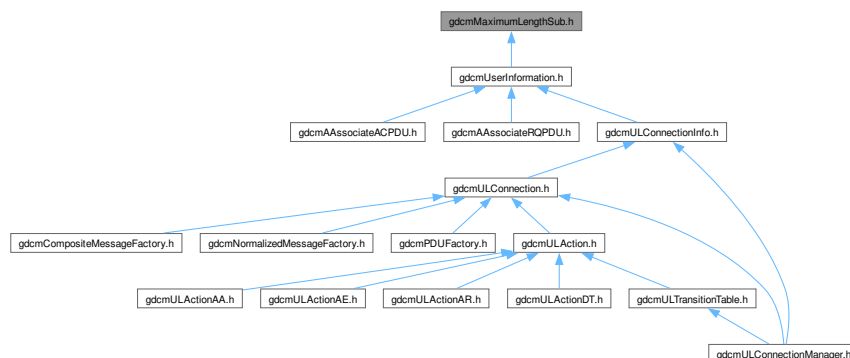 gdcmMaximumLengthSub.h
gdcmUserInformation.h
gdcmAAssociateACPDU.h
gdcmAAssociateRQPDU.h
gdcmULConnectionInfo.h
gdcmULConnection.h
gdcmCompositeMessageFactory.h
gdcmNormalizedMessageFactory.h
gdcmPDUFactory.h
gdcmULAction.h
gdcmULActionAA.h
gdcmULActionAE.h
gdcmULActionAR.h
gdcmULActionDT.h
gdcmULTransitionTable.h
gdcmULConnectionManager.h